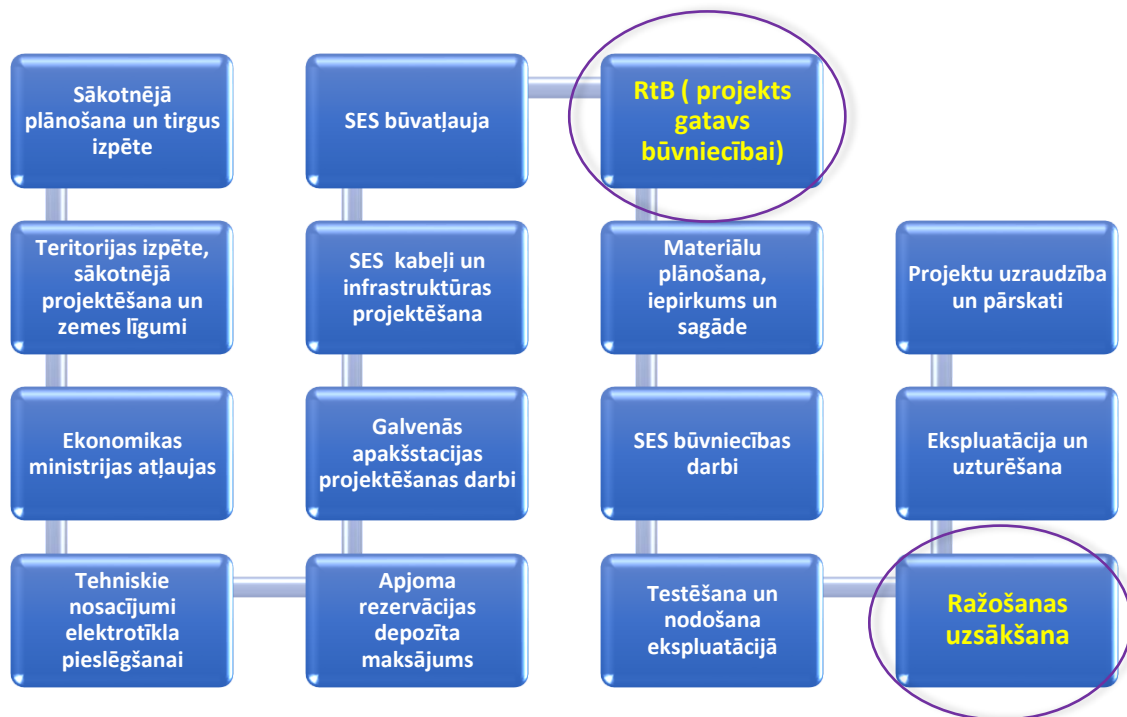 Sākotnējā
plānošana un tirgus
izpēte
Teritorijas izpēte,
sākotnējā
projektēšana un
zemes līgumi
Ekonomikas
ministrijas atļaujas
Tehniskie
nosacījumi
elektrotīkla
pieslēgšanai
Apjoma
rezervācijas
depozīta
maksājums
Galvenās
apakšstacijas
projektēšanas darbi
SES  kabeļi un
infrastruktūras
projektēšana
SES būvatļauja
RtB ( projekts
gatavs
būvniecībai)
Materiālu
plānošana,
iepirkums un
sagāde
SES būvniecības
darbi
Testēšana un
nodošana
ekspluatācijā
Ražošanas
uzsākšana
Ekspluatācija un
uzturēšana
Projektu uzraudzība
un pārskati